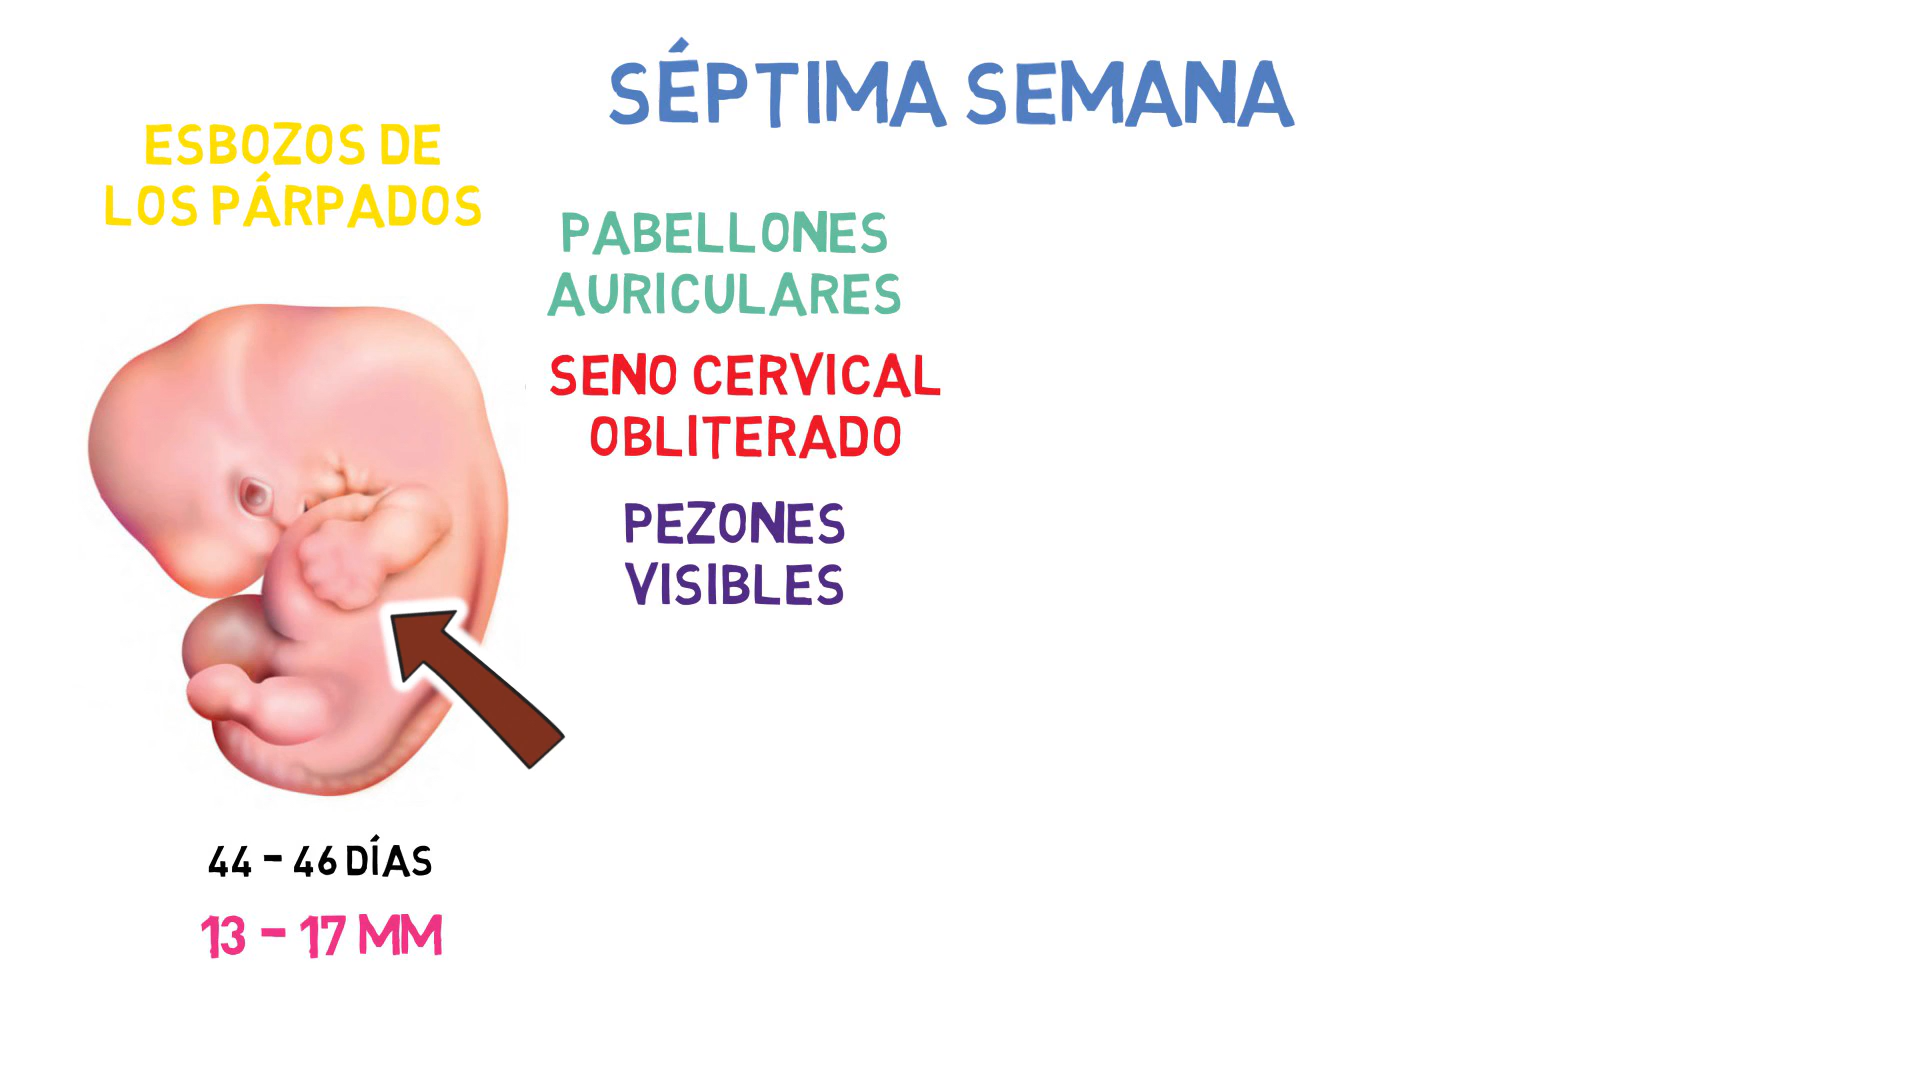 SÉPTIMA SEMANA
ESBOZOS DE
LOS PÁRPADOS
PABELLONES
AURICULARES
SENO CERVICAL
OBLITERADO
PEZONES
VISIBLES
44 - 46 DÍAS
13 - 17 MM